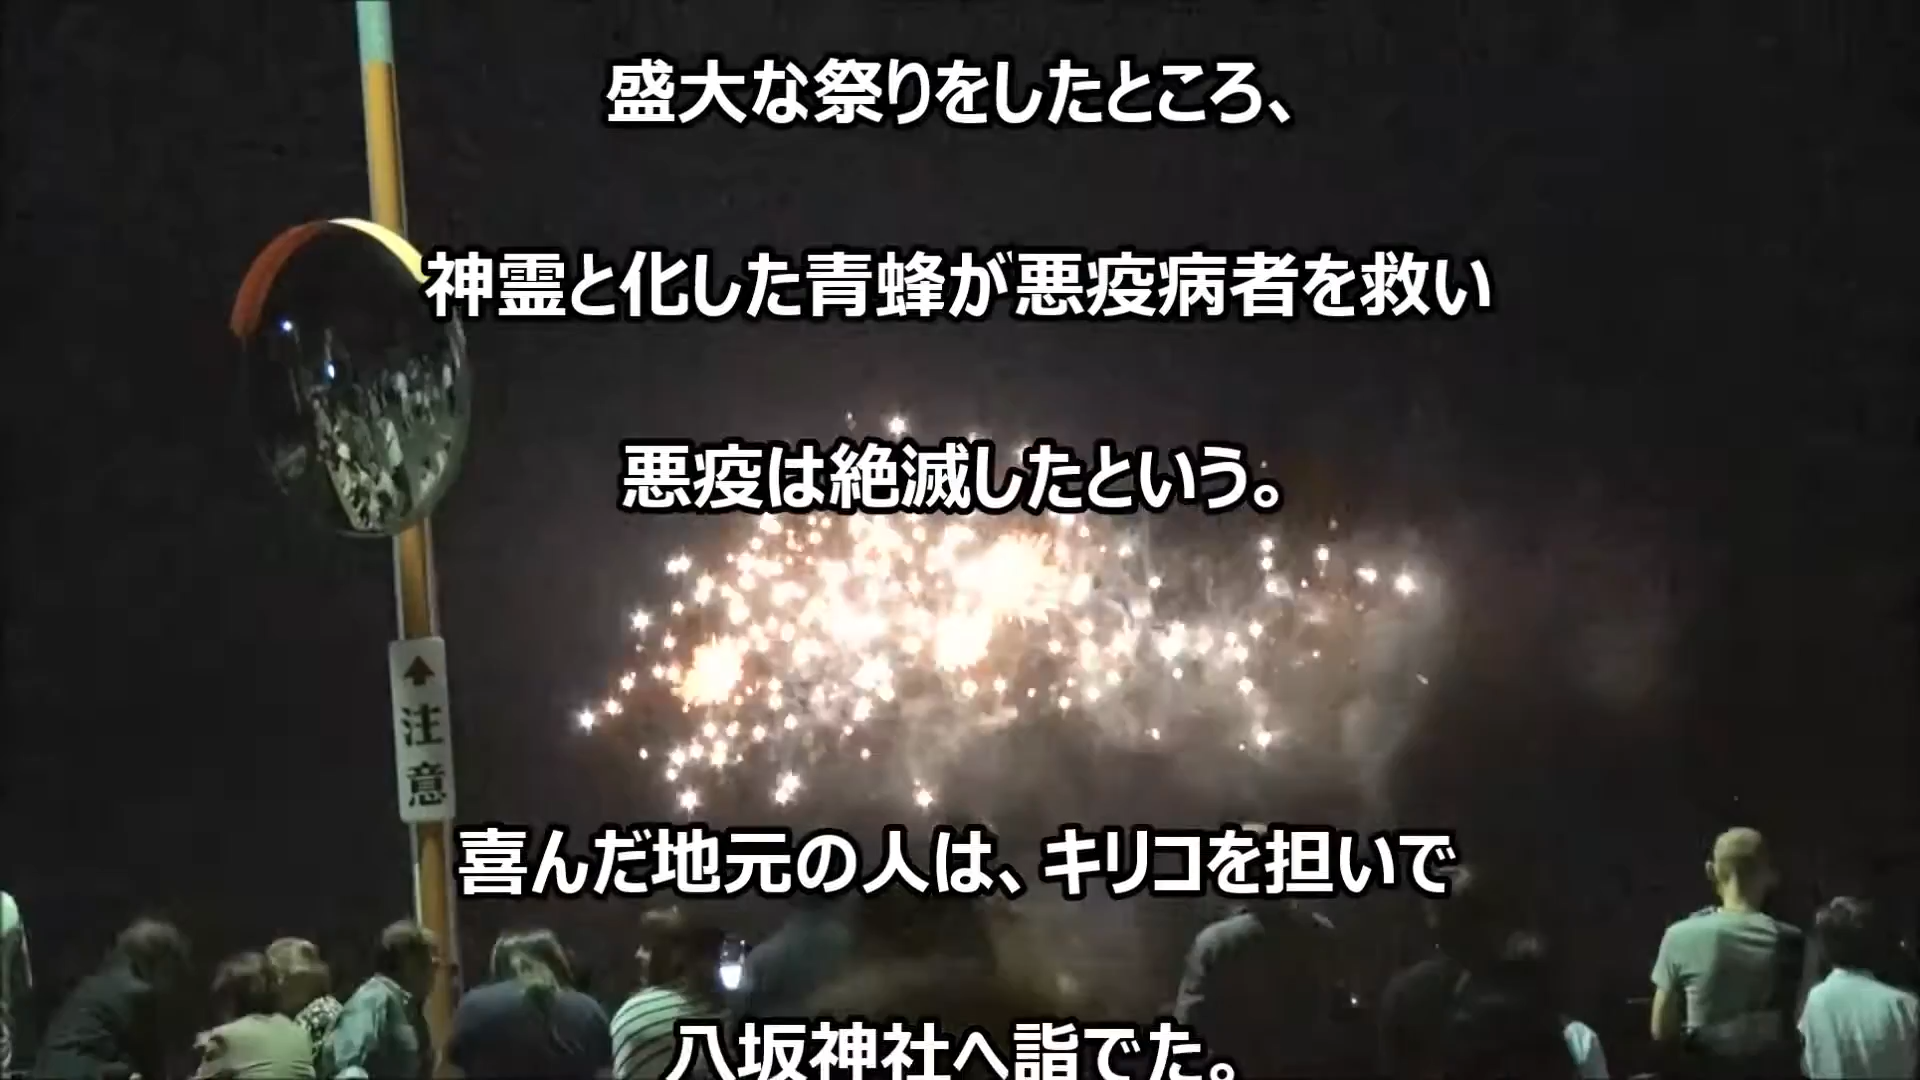 盛大な祭りをしたところ、
神霊と化した青蜂が悪疫病者を救い
悪疫は絶滅したという。
注意
喜んだ地元の人は、キリコを担いで
八坂神社へ詣でた。